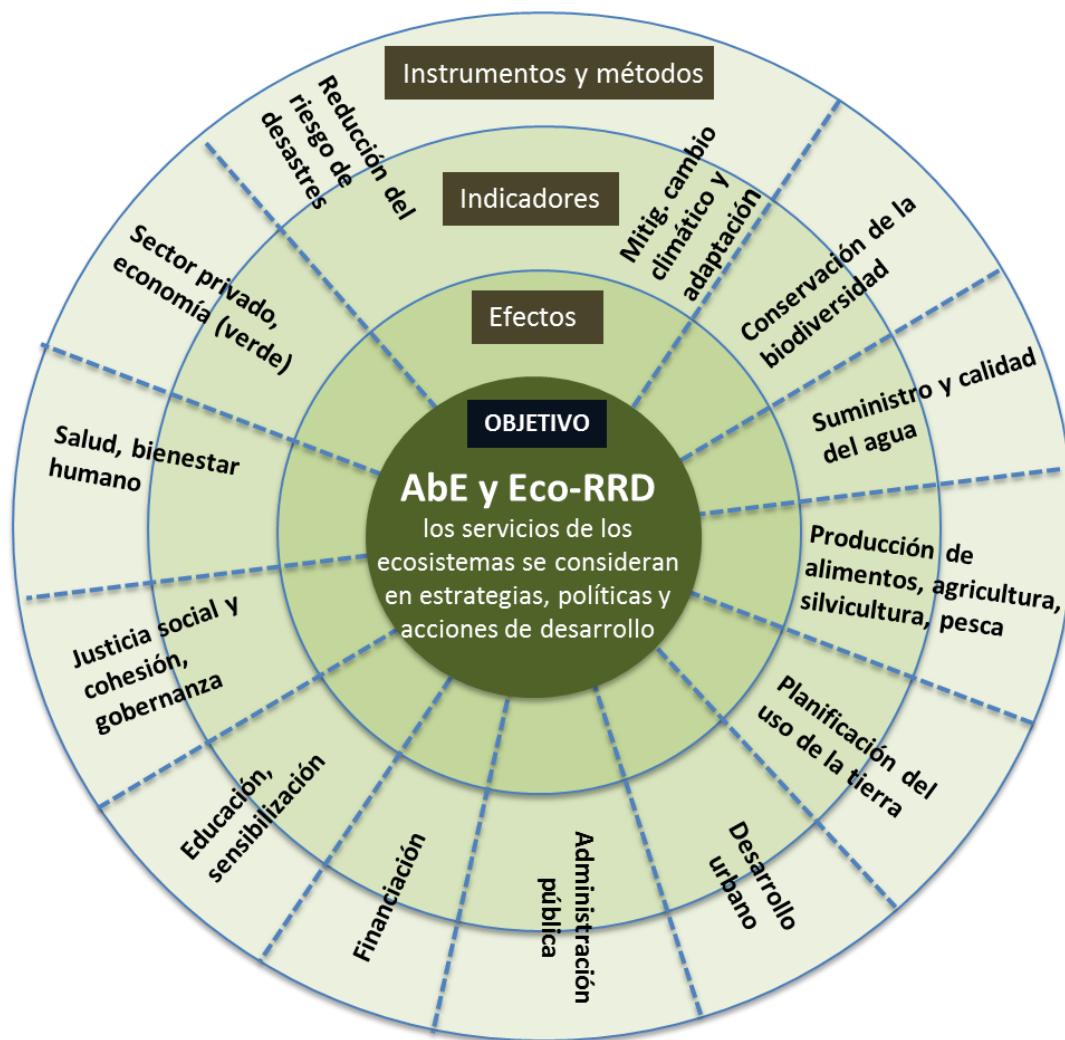 Instrumentos y métodos
Indicadores
Efectos
OBJETIVO
AbE y Eco-RRD
los servicios de los
ecosistemas se consideran
en estrategias, políticas y
acciones de desarrollo
Reducción del
riesgo de
desastres
Mitig. cambio
climático y
adaptación
Conservación de la
biodiversidad
Suministro y calidad
del agua
Producción de
alimentos, agricultura,
silvicultura, pesca
Planificación del
uso de la tierra
Desarrollo
urbano
Administración
pública
Financiación
Educación,
sensibilización
Justicia social y
cohesión,
gobernanza
Salud, bienestar
humano
Sector privado,
economía (verde)